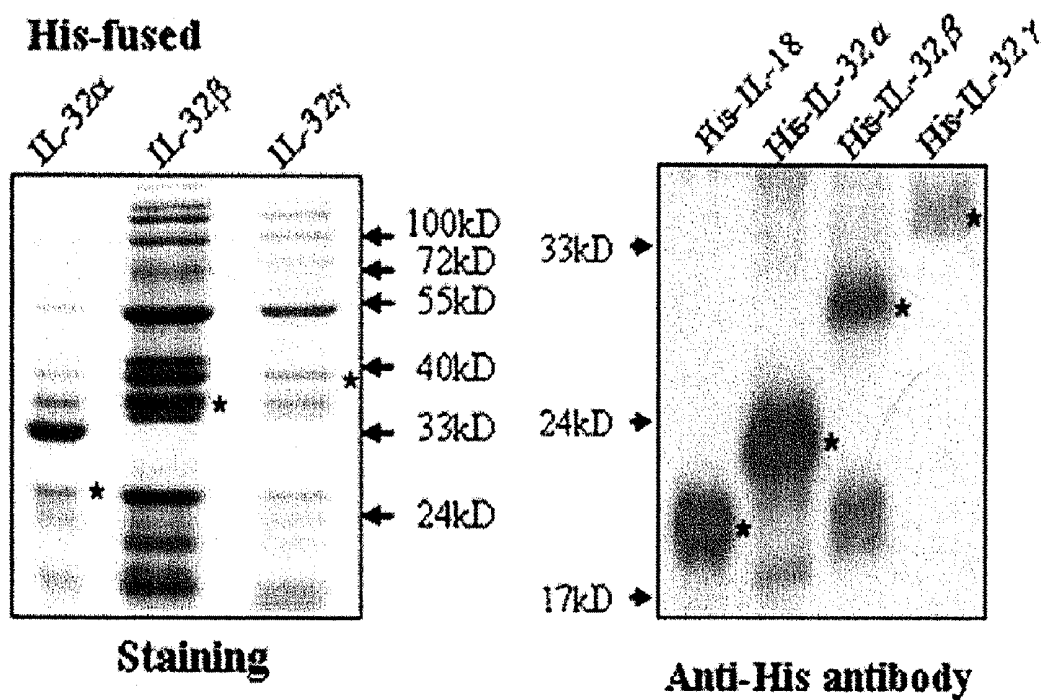 His-fused
IL-32α
IL-32β
IL-32γ
100kD
72kD
55kD
40kD
33kD
24kD
*
*
*
Staining
His-IL-18
His-IL-32α
His-IL-32β
His-IL-32γ
33kD
24kD
17kD
*
*
*
*
Anti-His antibody